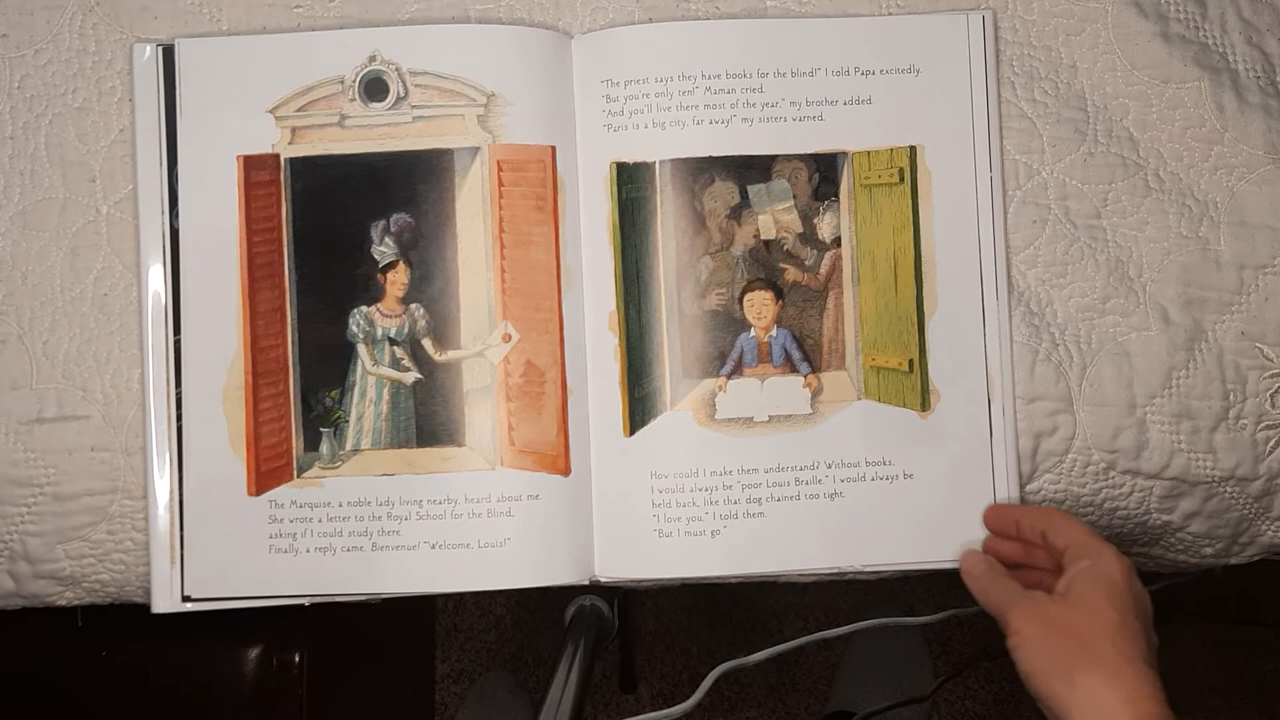 The Marquise, a noble lady living nearby, heard about me.
She wrote a letter to the Royal School for the Blind,
asking if I could study there.
Finally, a reply came. Bienvenue! “Welcome, Louis!”
“The priest says they have books for the blind!” I told Papa excitedly.
“But you’re only ten!” Maman cried.
“And you’ll live there most of the year,” my brother added.
“Paris is a big city, far away!” my sisters warned.
How could I make them understand? Without books,
I would always be “poor Louis Braille.” I would always be
held back, like that dog chained too tight.
“I love you,” I told them.
“But I must go.”